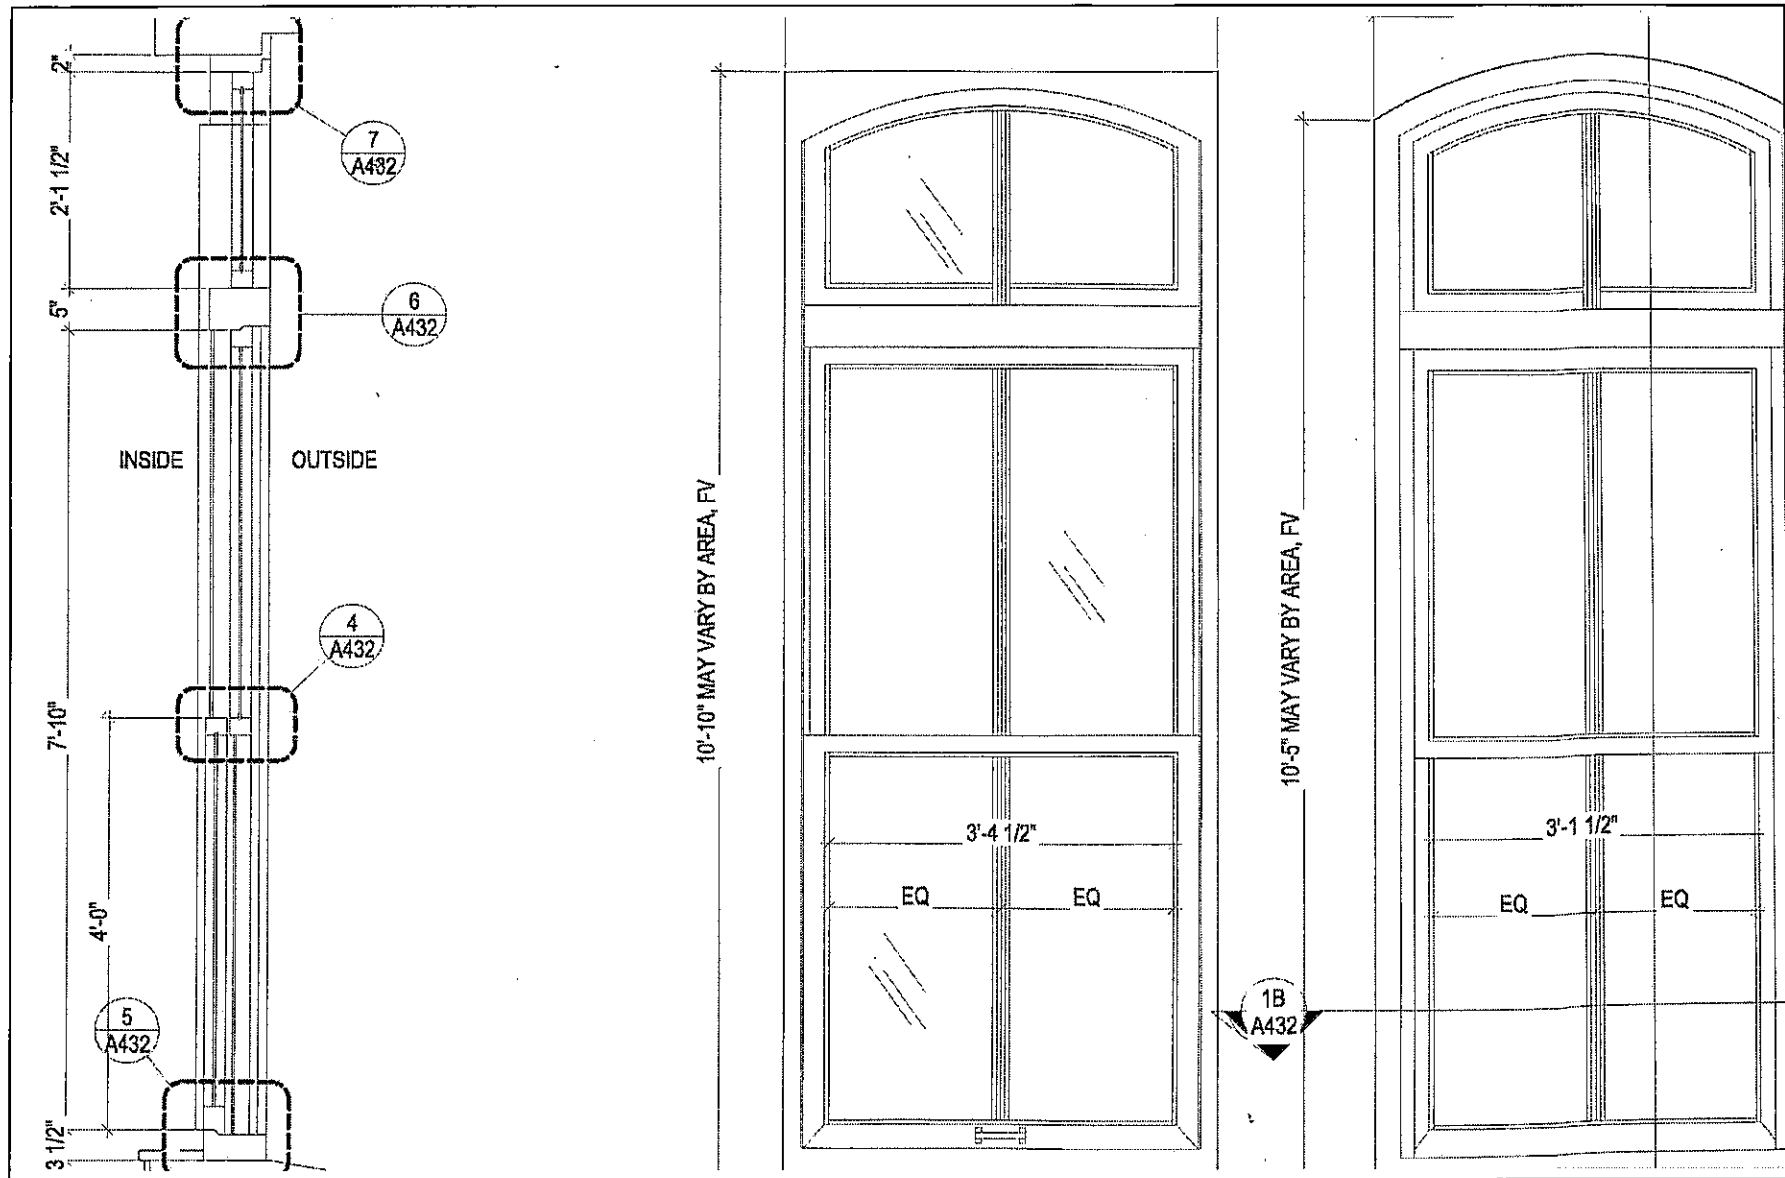 2"
7
A432
2'-1 1/2"
6
A432
5"
INSIDE
OUTSIDE
4
A432
7'-10"
4'-0"
5
A432
3 1/2"
10'-10" MAY VARY BY AREA, FV
3'-4 1/2"
EQ
EQ
1B
A432
10'-5" MAY VARY BY AREA, FV
3'-1 1/2"
EQ
EQ